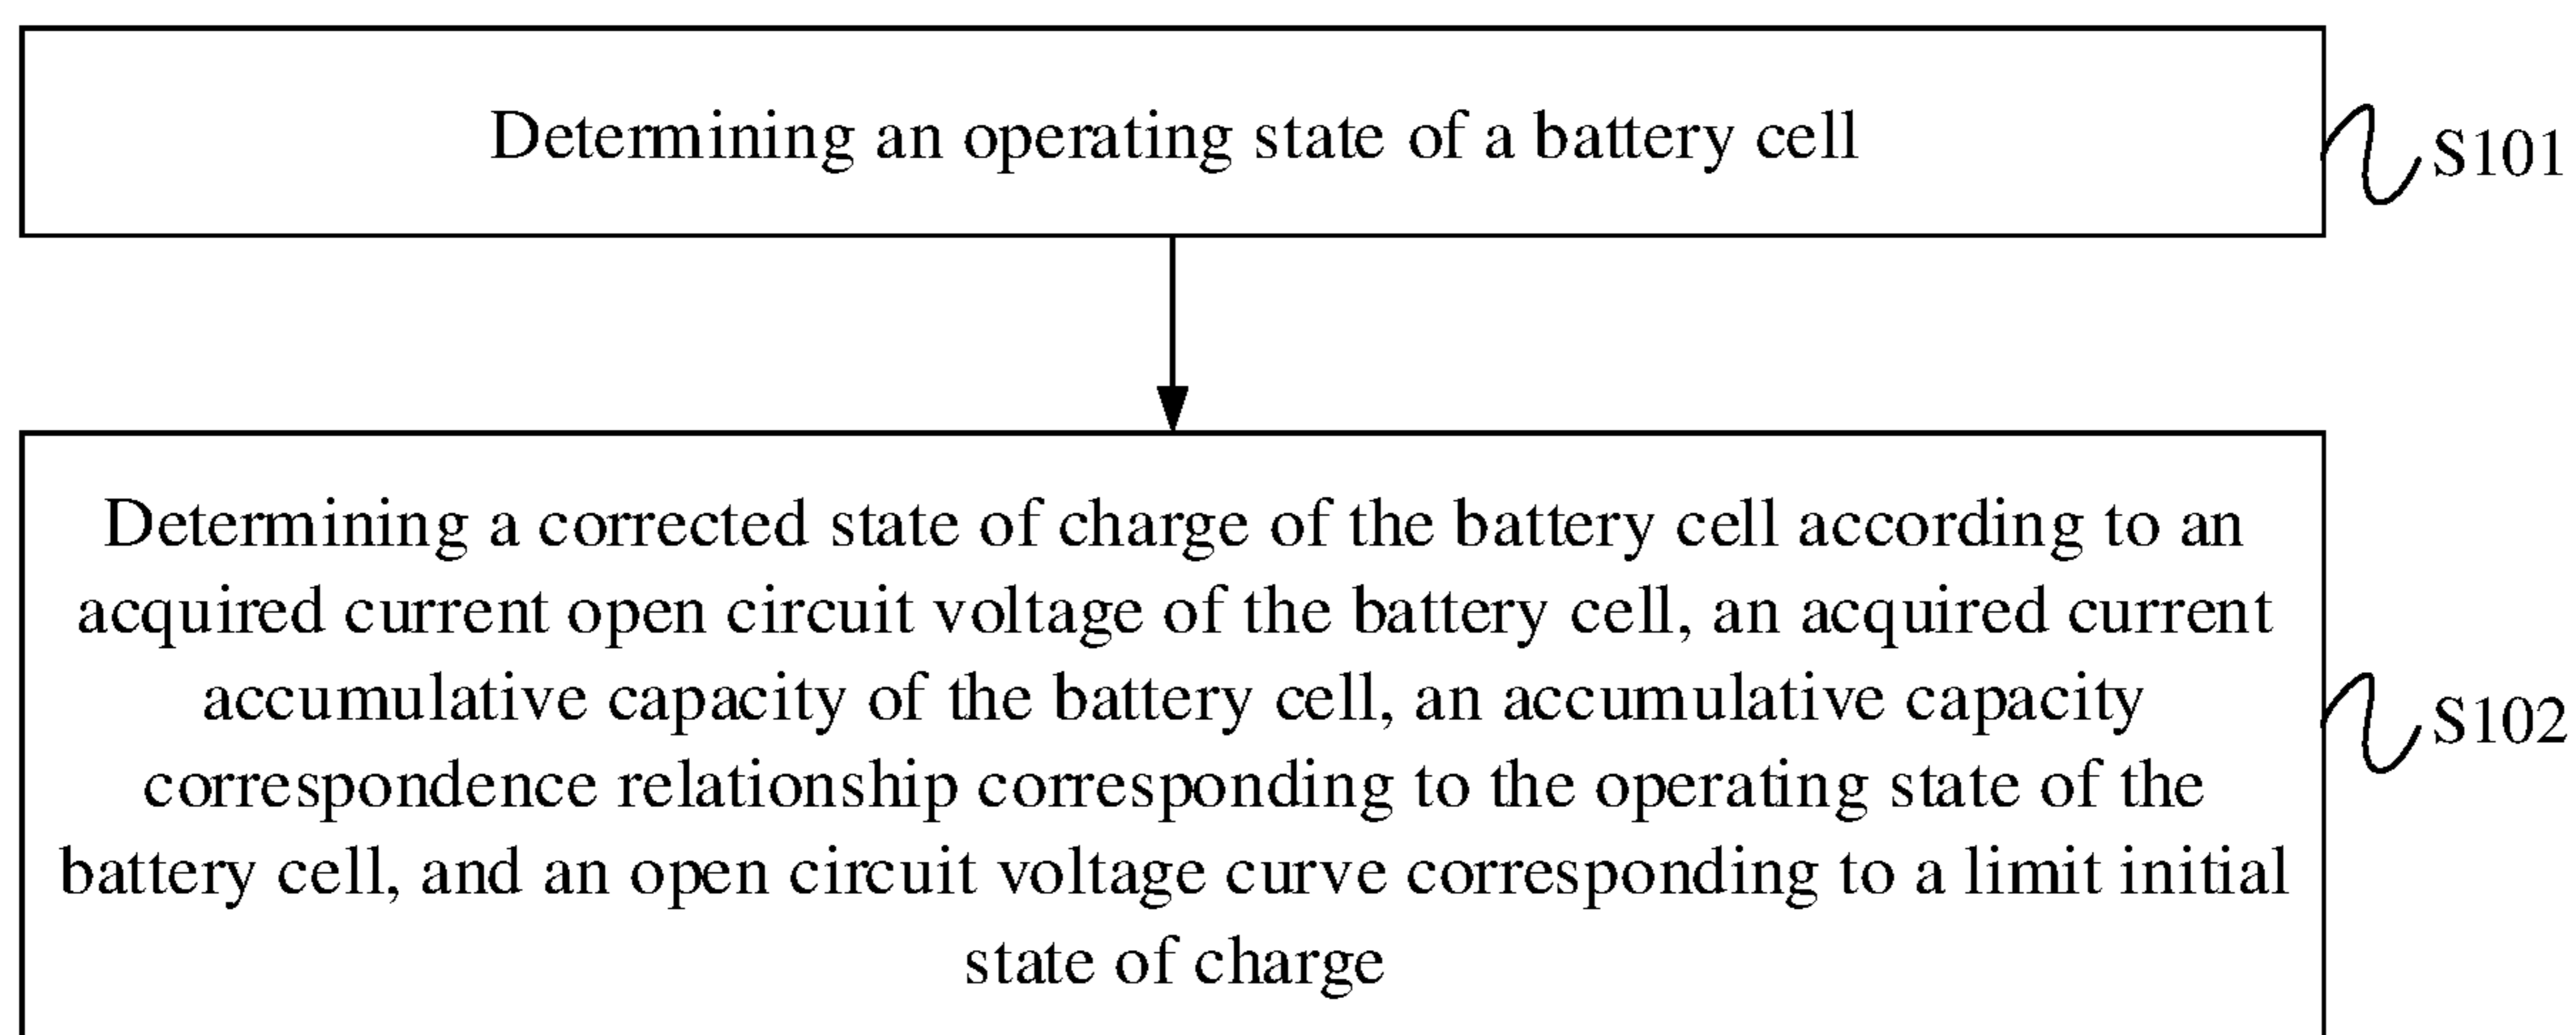 Determining an operating state of a battery cell
S101
Determining a corrected state of charge of the battery cell according to an
acquired current open circuit voltage of the battery cell, an acquired current
accumulative capacity of the battery cell, an accumulative capacity
correspondence relationship corresponding to the operating state of the
battery cell, and an open circuit voltage curve corresponding to a limit initial
state of charge
S102